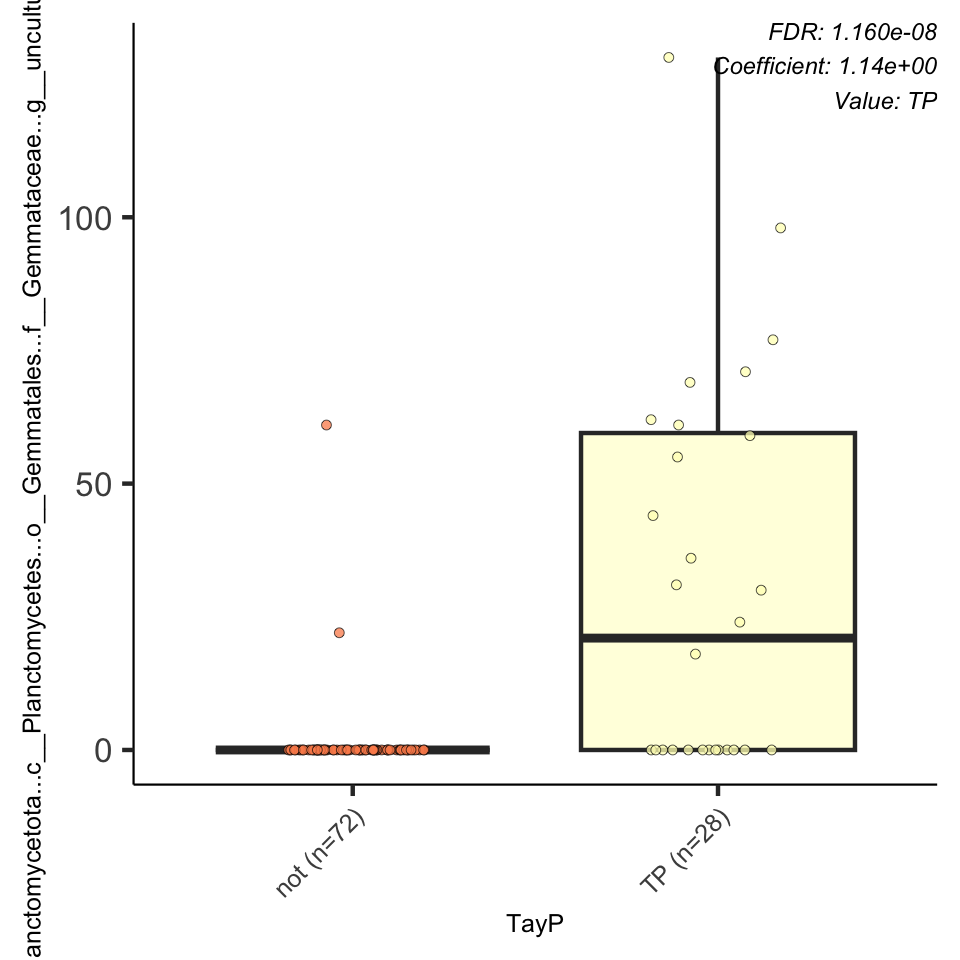 FDR: 1.160e-08
Coefficient: 1.14e+00
Value: TP
anctomycetota...c__Planctomycetes...o__Gemmatales...f__Gemmataceae...g__uncultu
100
50
0
not (n=72)
TP (n=28)
TayP